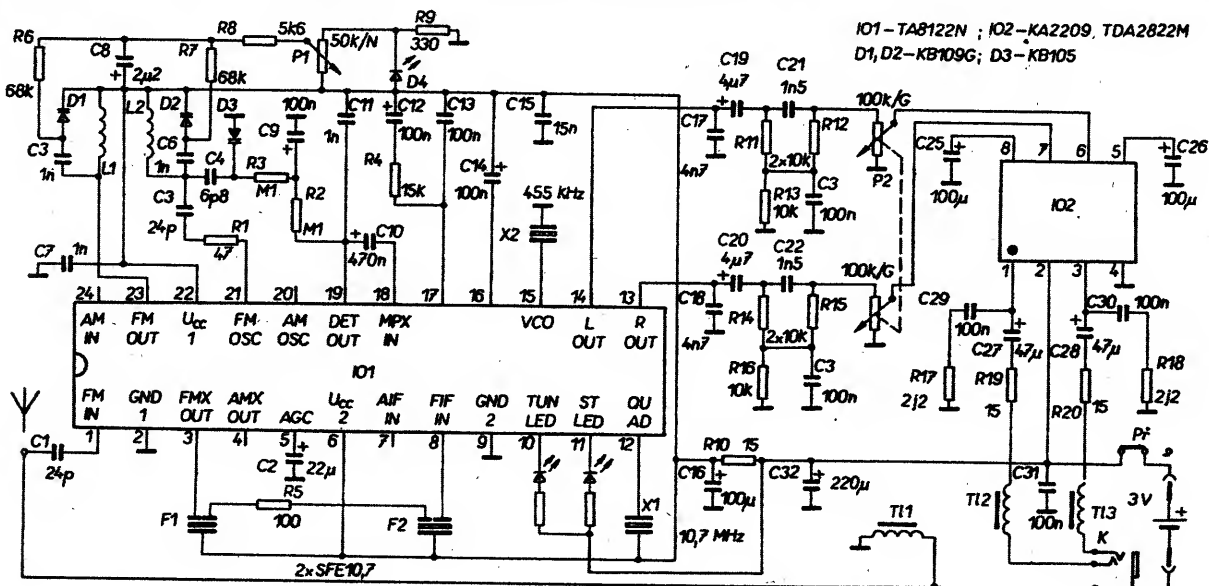 IO1-TA8122N ; IO2-KA2209, TDA2822M
D1, D2-KB109G; D3-KB105
R6
68k
C8
2µ2
R7
68k
R8
5k6
P1
50k/N
R9
330
D4
D1
L2
D2
D3
100n
C9
C11
1n
C12
100n
C13
100n
C15
15n
C3
1n
L1
C6
1n
C4
6p8
R3
M1
R2
M1
R4
15k
C14
100n
455 KHz
X2
C3
24p
R1
47
C7
1n
C10
470n
C19
4µ7
C21
1n5
C17
4n7
R11
2x10k
R12
R13
10k
C3
100n
100k/G
P2
C20
4µ7
C22
1n5
C18
4n7
R14
2x10k
R15
R16
10k
C3
100n
100k/G
C25
100µ
8
7
6
5
C26
100µ
IO2
1
2
3
4
C29
100n
C27
47µ
C28
47µ
C30
100n
R17
2j2
R19
15
R20
15
R18
2j2
24
23
22
21
20
19
18
17
16
15
14
13
AM IN
FM OUT
Ucc 1
FM OSC
AM OSC
DET OUT
MPX IN
VCO
L OUT
R OUT
IO1
FM IN
GND 1
FMX OUT
AMX OUT
AGC
Ucc 2
AIF IN
FIF IN
GND 2
TUN LED
ST LED
QU AD
1
2
3
4
5
6
7
8
9
10
11
12
C1
24p
C2
22µ
F1
R5
100
F2
2xSFE10,7
X1
10,7 MHz
C16
100µ
R10
15
C32
220µ
Tl1
Tl2
C31
100n
Tl3
K
Př
3V